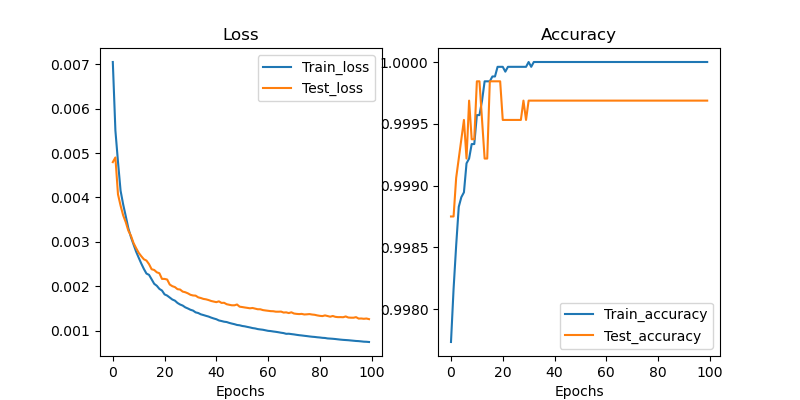 Loss
0.007
0.006
0.005
0.004
0.003
0.002
0.001
Train_loss
Test_loss
0 20 40 60 80 100
Epochs
Accuracy
1.0000
0.9995
0.9990
0.9985
0.9980
Train_accuracy
Test_accuracy
0 20 40 60 80 100
Epochs